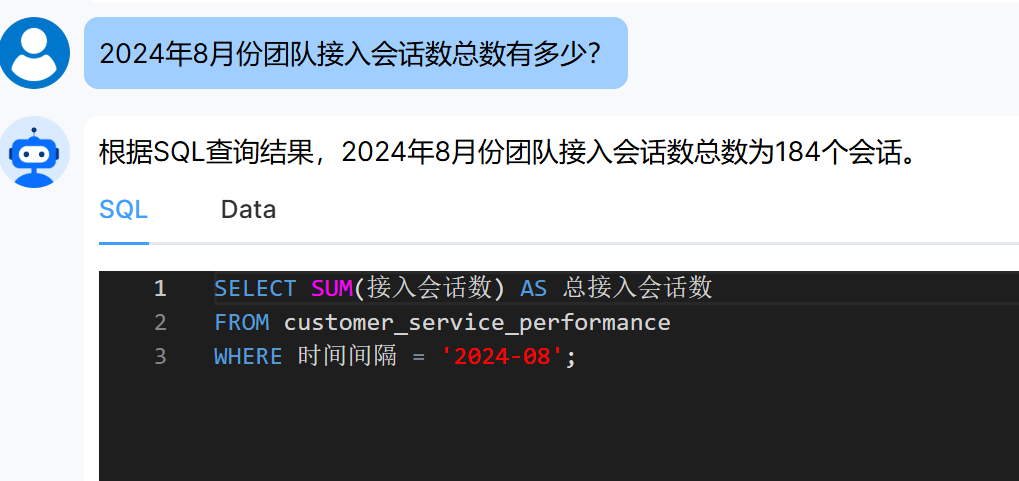 2024年8月份团队接入会话数总数有多少？
根据SQL查询结果，2024年8月份团队接入会话数总数为184个会话。
SQL Data
1 SELECT SUM(接入会话数) AS 总接入会话数
2 FROM customer_service_performance
3 WHERE 时间间隔 = '2024-08';